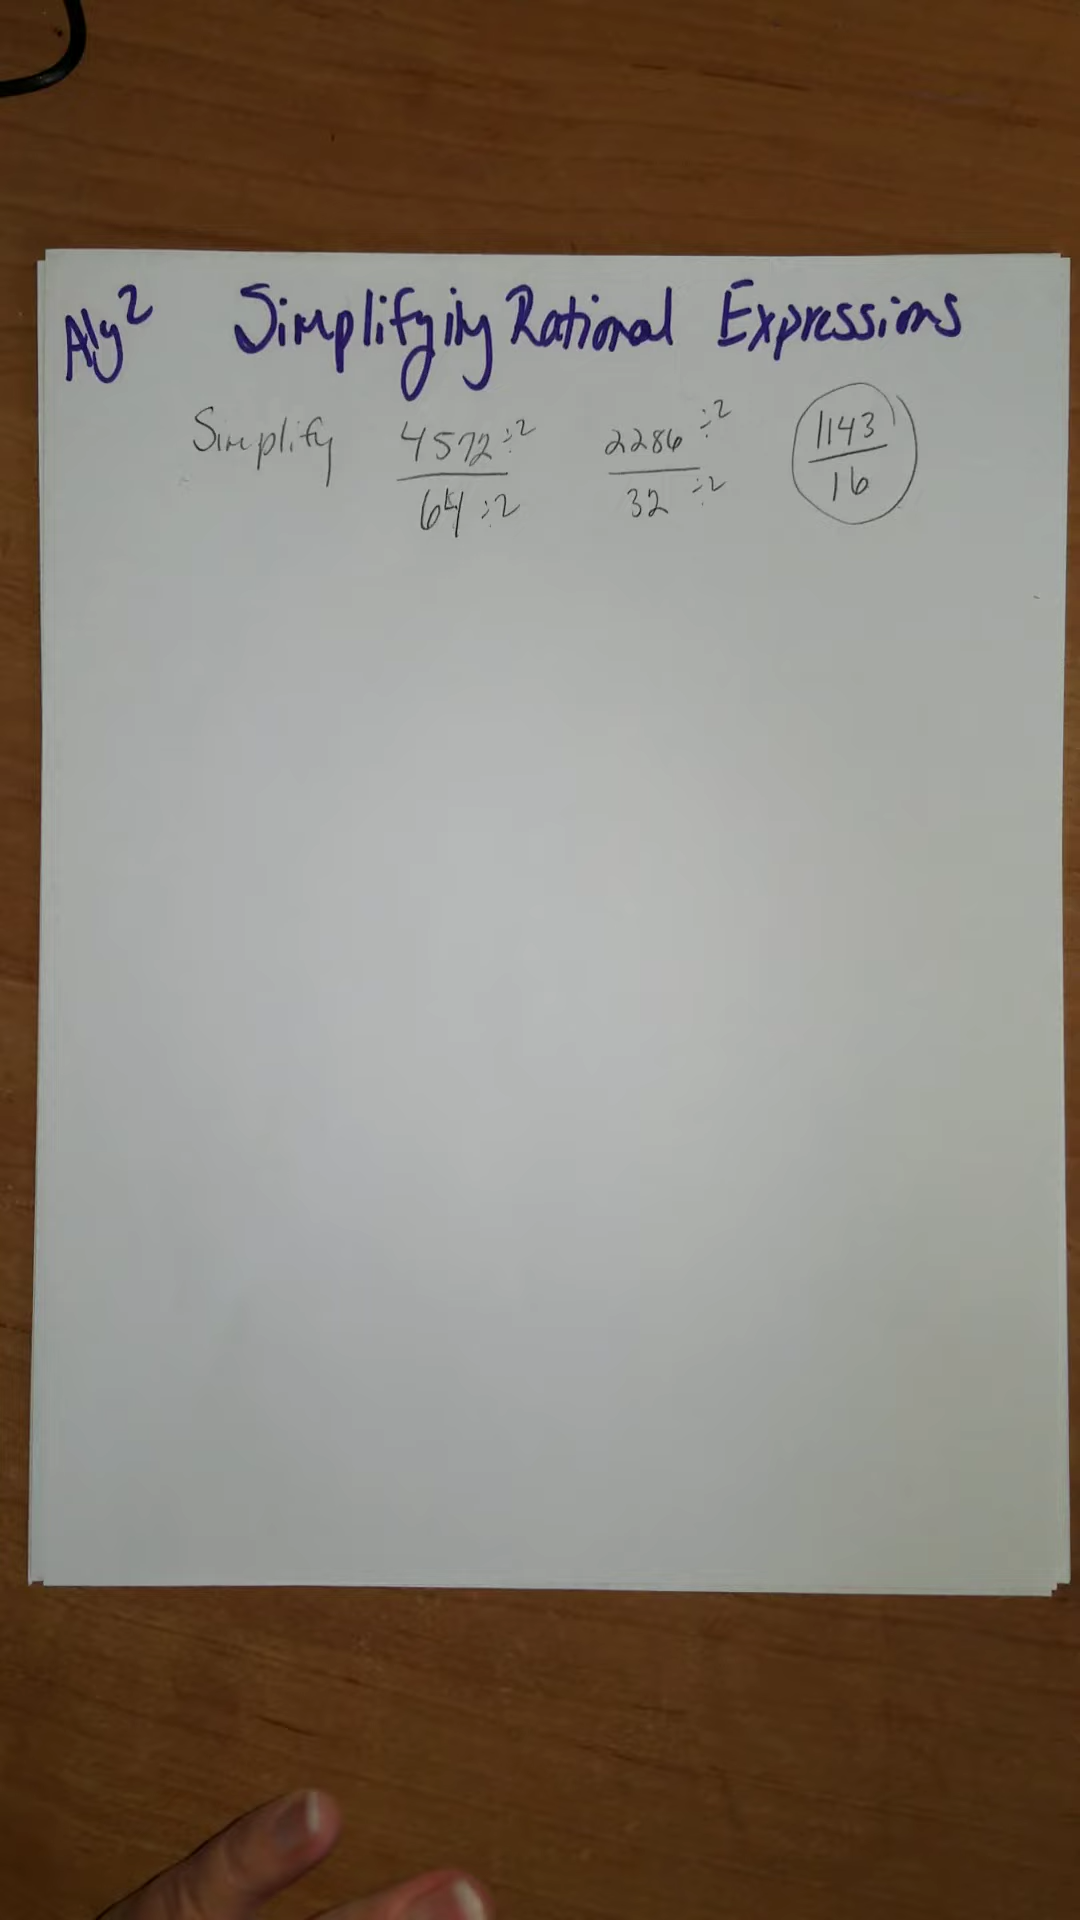 Alg 2 Simplifying Rational Expressions
Simplify 4572 ÷2 / 64 ÷2 2286 ÷2 / 32 ÷2 1143 / 16